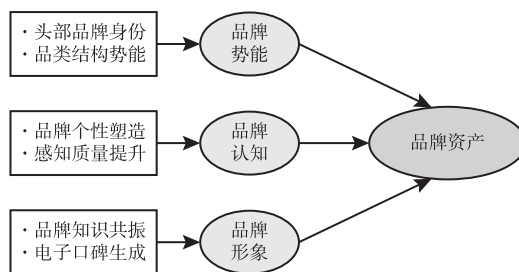 · 头部品牌身份
· 品类结构势能
品牌
势能
· 品牌个性塑造
· 感知质量提升
品牌
认知
品牌资产
· 品牌知识共振
· 电子口碑生成
品牌
形象